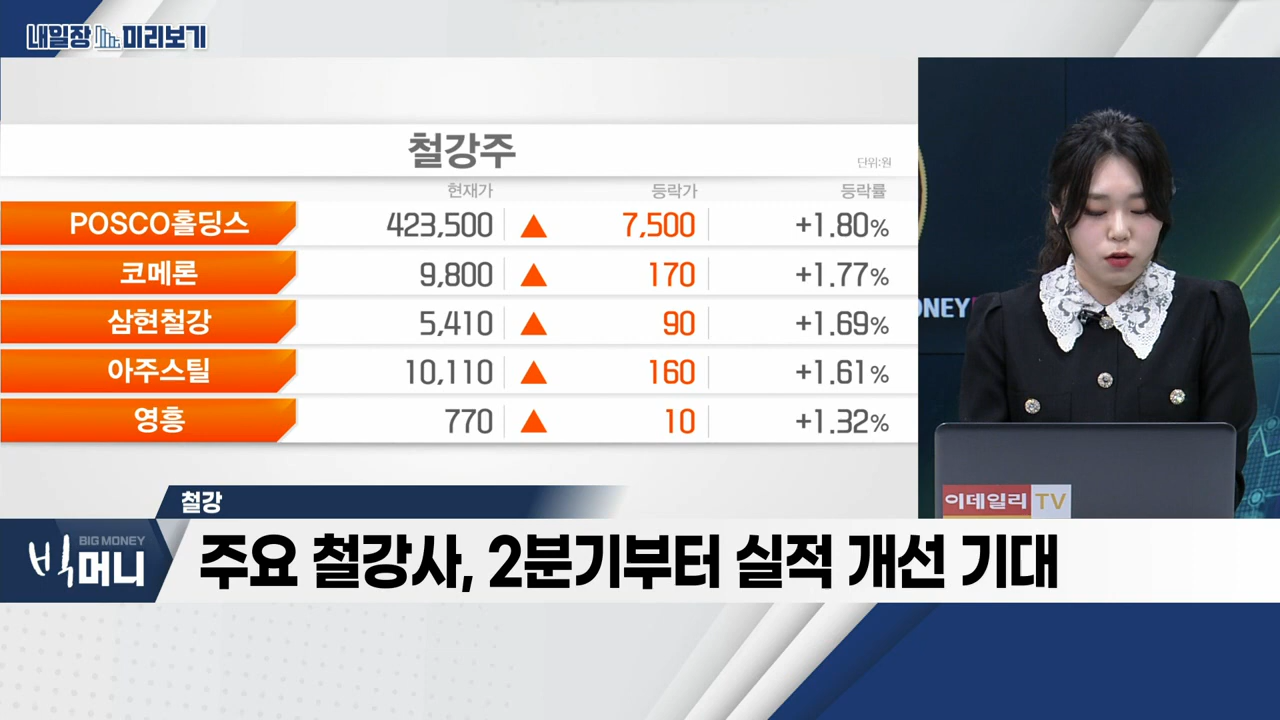 내일장 미리보기
철강주
단위:원
현재가 등락가 등락률
POSCO홀딩스 423,500 ▲ 7,500 +1.80%
코메론 9,800 ▲ 170 +1.77%
삼현철강 5,410 ▲ 90 +1.69%
아주스틸 10,110 ▲ 160 +1.61%
영흥 770 ▲ 10 +1.32%
ONEY
이데일리 TV
철강
BIG MONEY
빅머니
주요 철강사, 2분기부터 실적 개선 기대